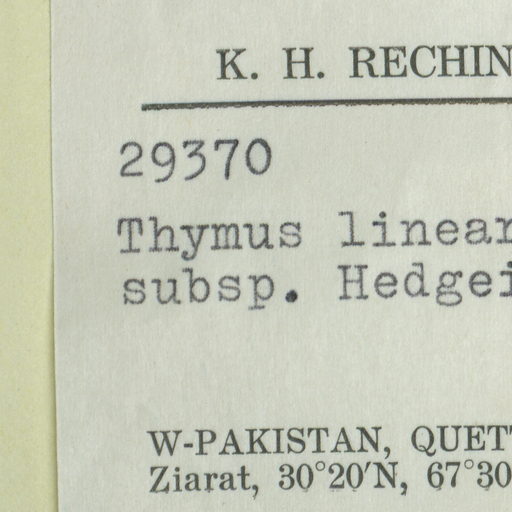 K. H. RECHIN
29370
Thymus linear
subsp. Hedgei
W-PAKISTAN, QUET
Ziarat, 30°20′N, 67°30